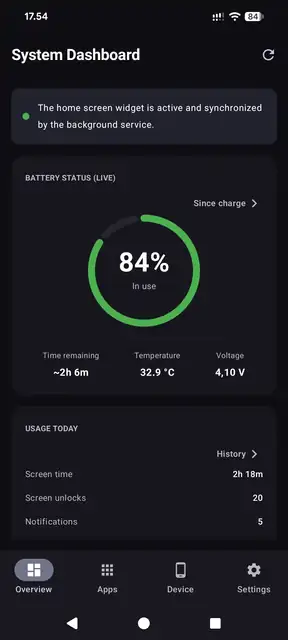 17.54
84
System Dashboard
The home screen widget is active and synchronized
by the background service.
BATTERY STATUS (LIVE)
Since charge
84%
In use
Time remaining
Temperature
Voltage
~2h 6m
32.9 °C
4,10 V
USAGE TODAY
History
Screen time
2h 18m
Screen unlocks
20
Notifications
5
Overview
Apps
Device
Settings